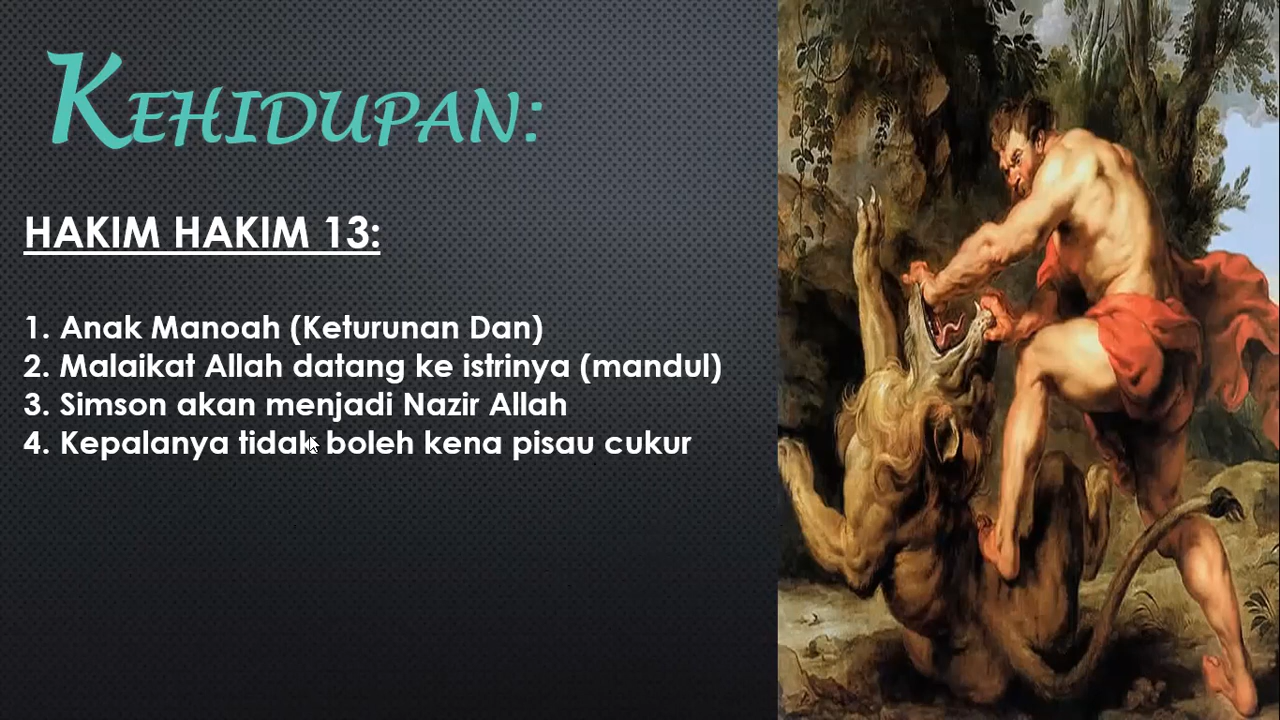 KEHIDUPAN:
HAKIM HAKIM 13:
1. Anak Manoah (Keturunan Dan)
2. Malaikat Allah datang ke istrinya (mandul)
3. Simson akan menjadi Nazir Allah
4. Kepalanya tidak boleh kena pisau cukur